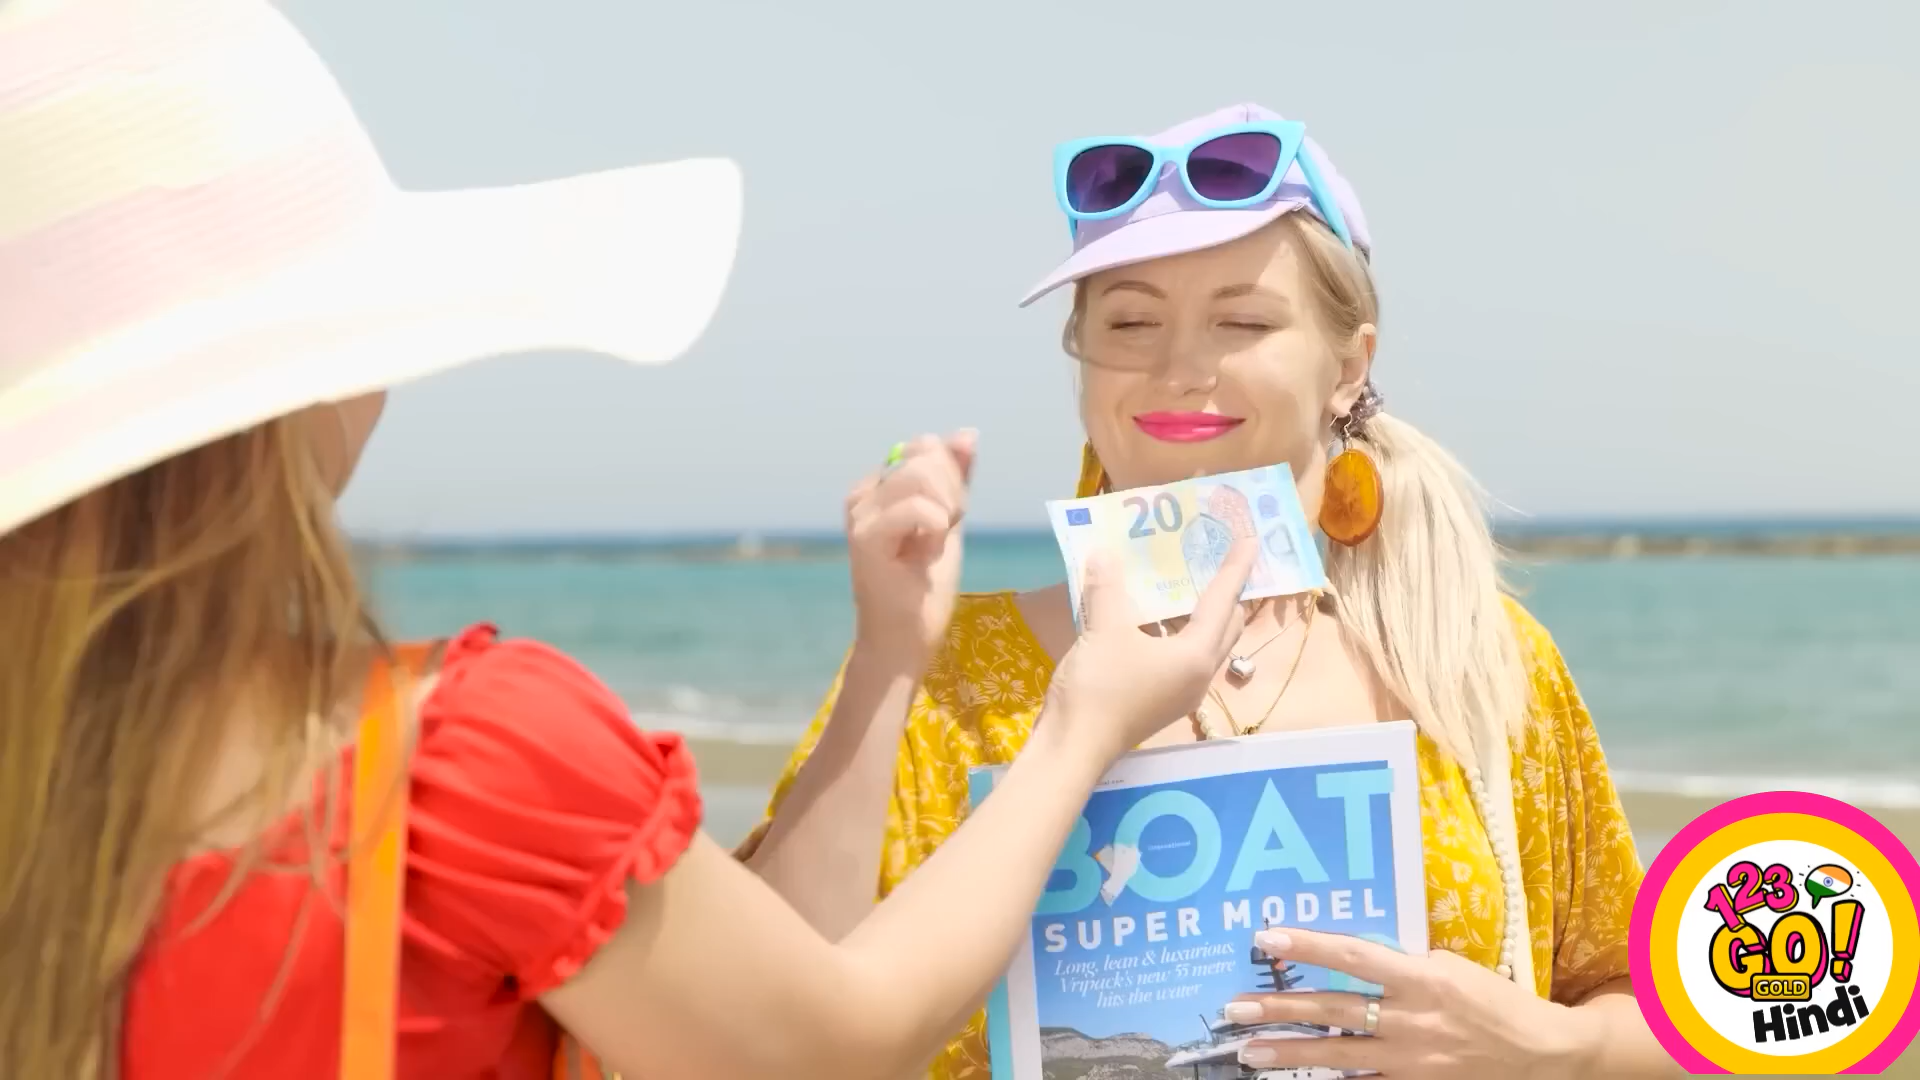 20
EURO
BOAT
International
SUPER MODEL
Long, lean & luxurious,
Vripack's new 55 metre
hits the water
123
GO!
GOLD
Hindi